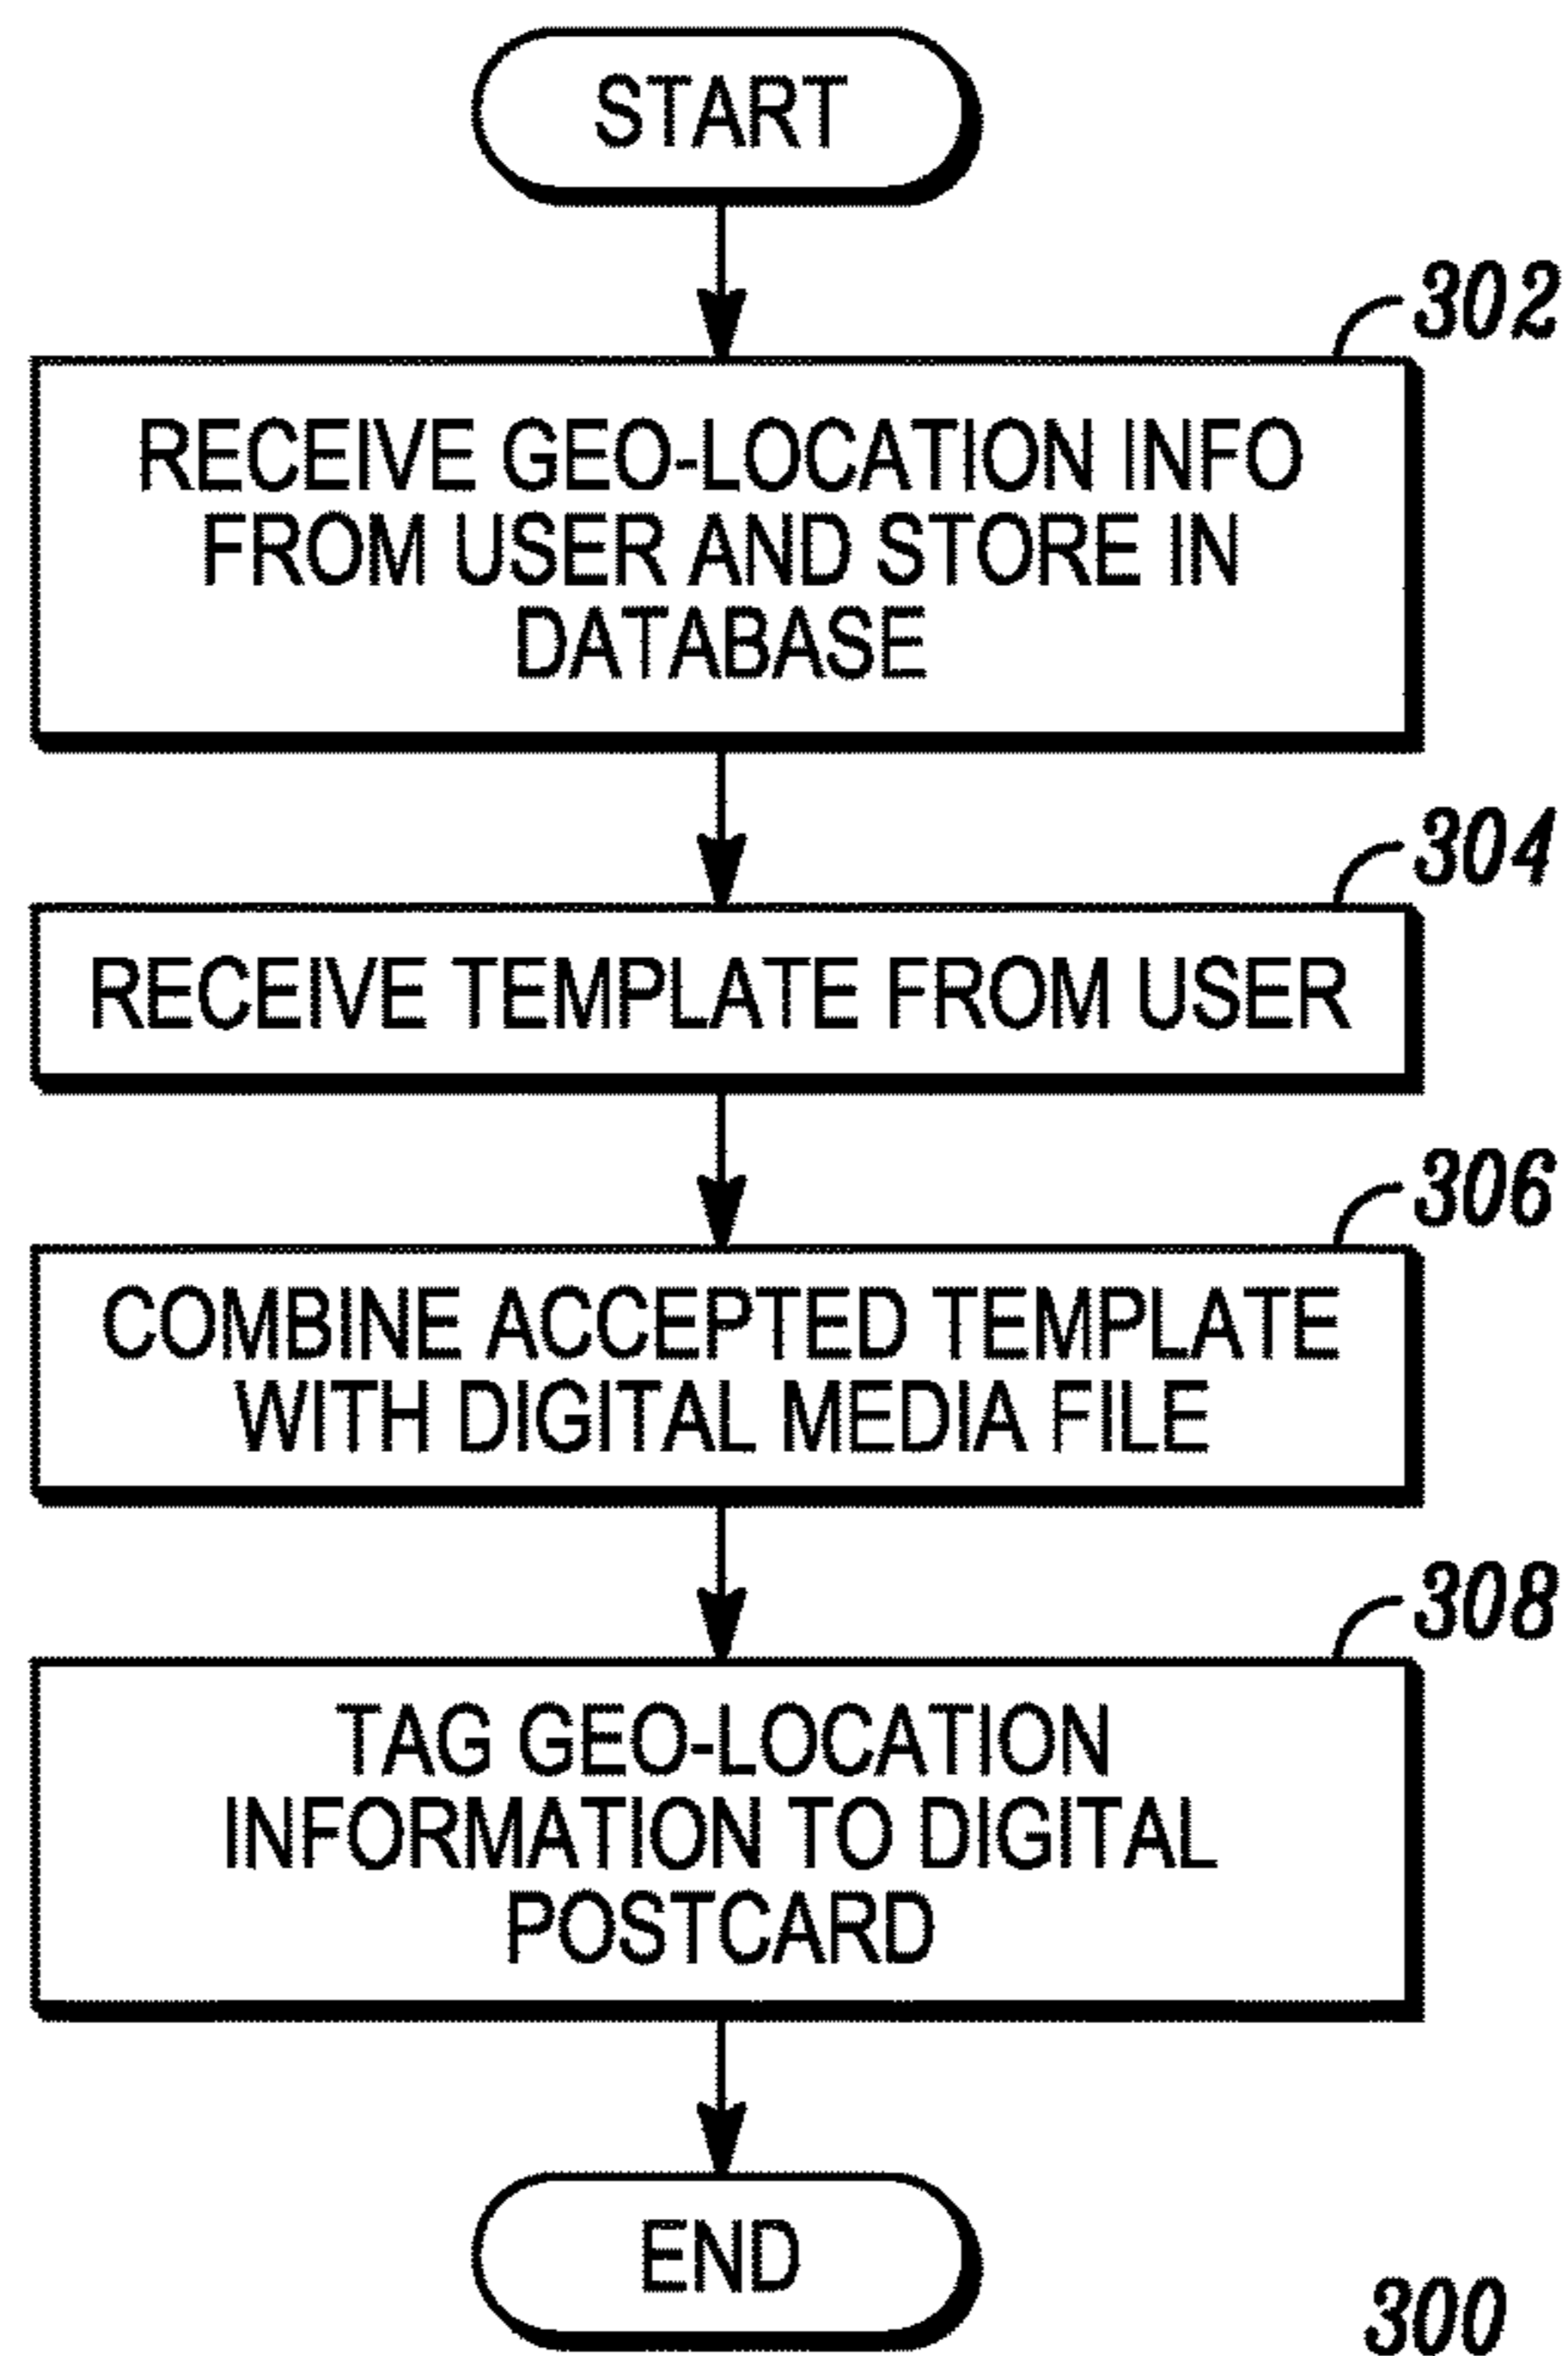 START
302
RECEIVE GEO-LOCATION INFO
FROM USER AND STORE IN
DATABASE
304
RECEIVE TEMPLATE FROM USER
306
COMBINE ACCEPTED TEMPLATE
WITH DIGITAL MEDIA FILE
308
TAG GEO-LOCATION
INFORMATION TO DIGITAL
POSTCARD
END
300